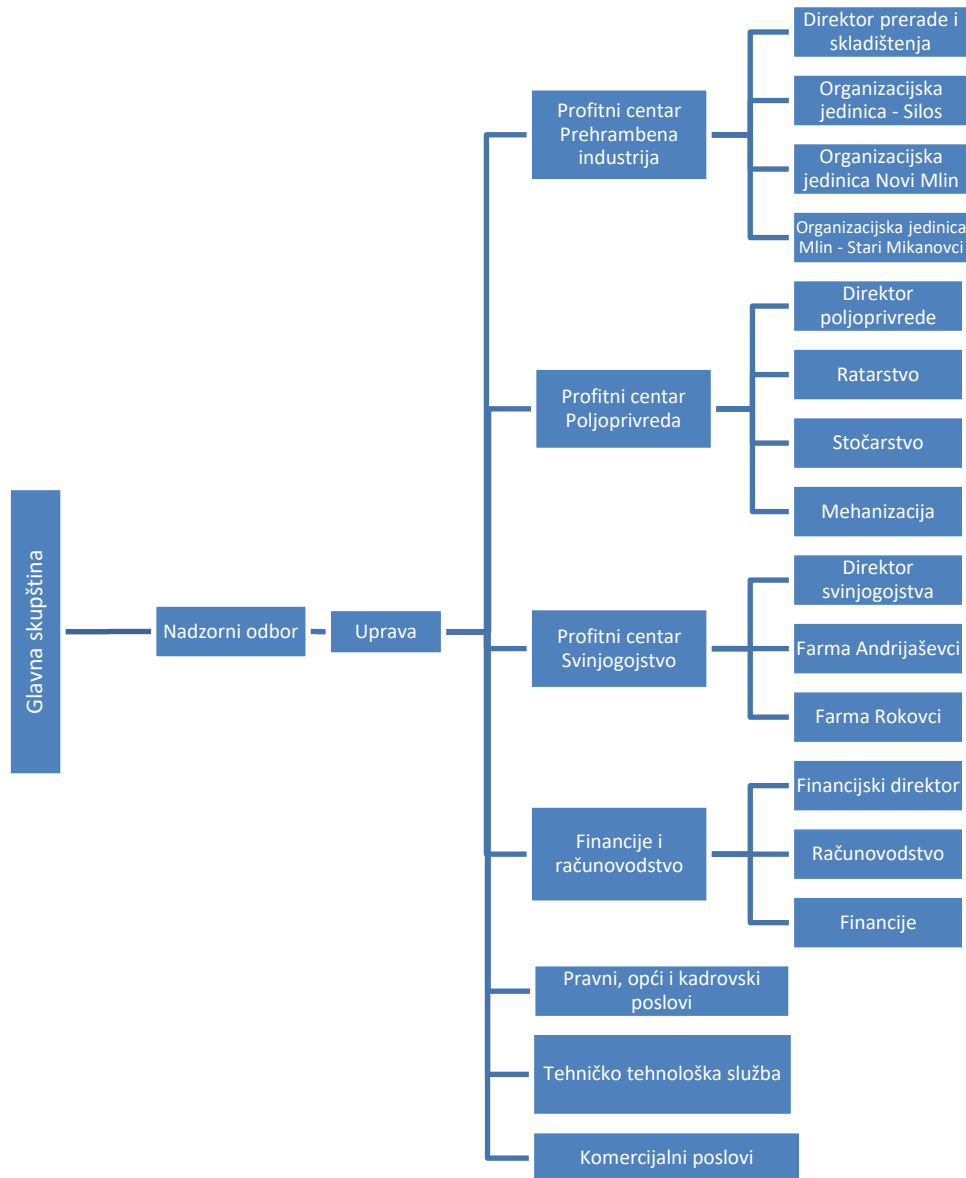 Glavna skupština
Nadzorni odbor
Uprava
Profitni centar
Prehrambena
industrija
Direktor prerade i
skladištenja
Organizacijska
jedinica - Silos
Organizacijska
jedinica Novi Mlin
Organizacijska jedinica
Mlin - Stari Mikanovci
Profitni centar
Poljoprivreda
Direktor
poljoprivrede
Ratarstvo
Stočarstvo
Mehanizacija
Profitni centar
Svinjogojstvo
Direktor
svinjogojstva
Farma Andrijaševci
Farma Rokovci
Financije i
računovodstvo
Financijski direktor
Računovodstvo
Financije
Pravni, opći i kadrovski
poslovi
Tehničko tehnološka služba
Komercijalni poslovi